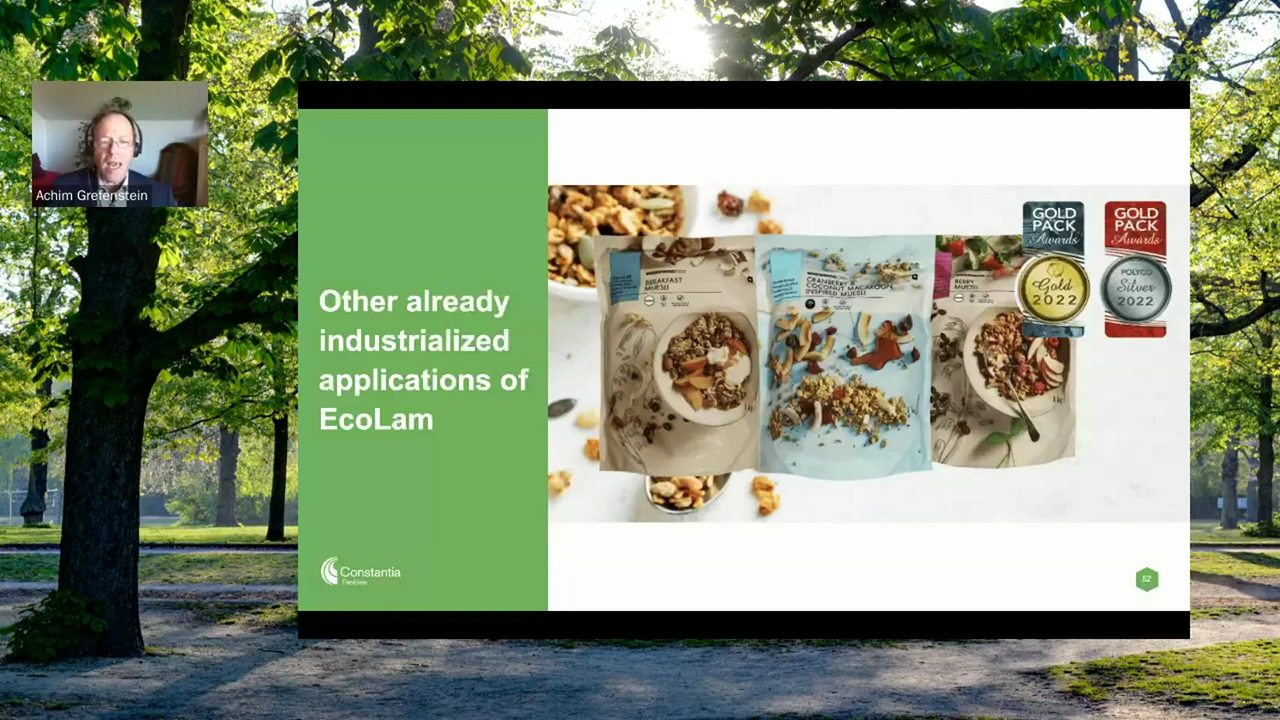 Achim Grefenstein
Other already
industrialized
applications of
EcoLam
Constantia
Flexibles
BREAKFAST
MUESLI
CRANBERRY &
COCONUT MACAROON
INSPIRED MUESLI
BERRY
MUESLI
GOLD
PACK
Awards
Gold
2022
GOLD
PACK
Awards
POLYCO
Silver
2022
52